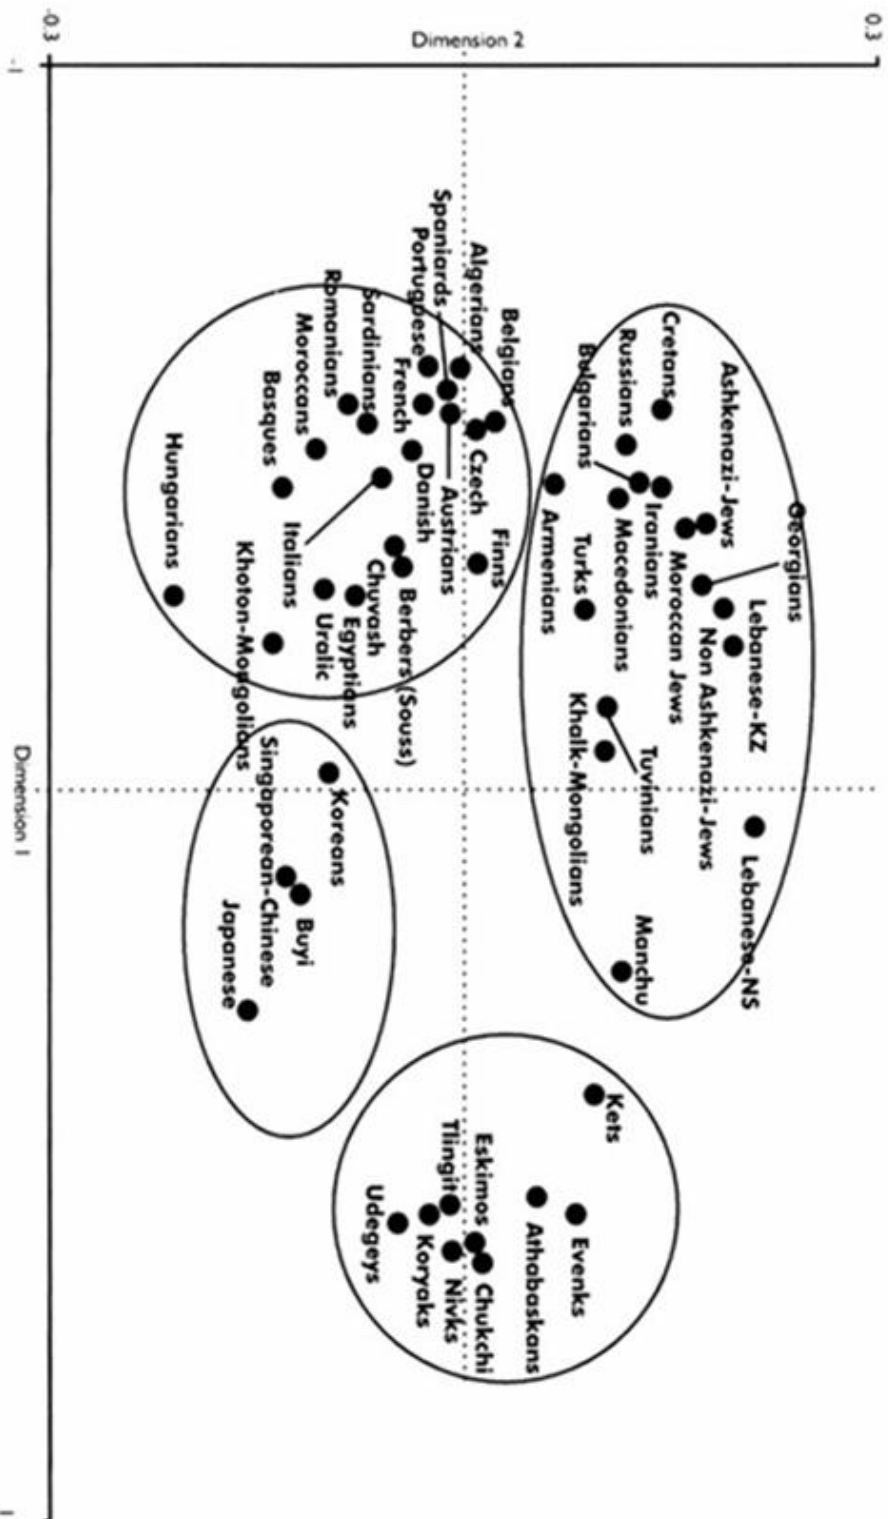 0.3
Dimension 2
-0.3
-1
Dimension 1
1
Georgians
Lebanese-KZ
Lebanese-NS
Ashkenazi-Jews
Non Ashkenazi-Jews
Moroccan Jews
Cretans
Iranians
Tuvinians
Manchu
Russians
Macedonians
Bulgarians
Turks
Khalk-Mongolians
Armenians
Kets
Evenks
Athabaskans
Belgians
Finns
Algerians
Czech
Eskimos
Chukchi
Spaniards
Austrians
Tlingit
Nivks
Portuguese
Danish
Koryaks
French
Berbers (Souss)
Sardinians
Chuvash
Udegeys
Romanians
Egyptians
Moroccans
Uralic
Koreans
Basques
Italians
Buyi
Singaporean-Chinese
Khoton-Mongolians
Japanese
Hungarians